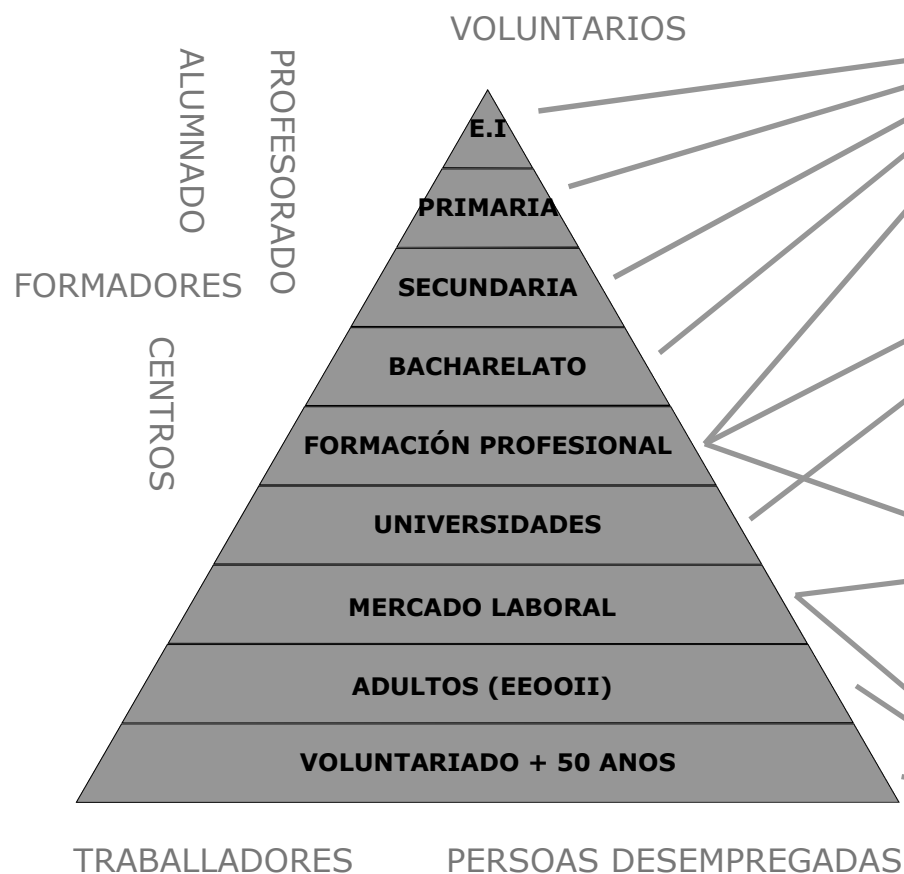 VOLUNTARIOS
ALUMNADO
PROFESORADO
FORMADORES
CENTROS
E.I
PRIMARIA
SECUNDARIA
BACHARELATO
FORMACIÓN PROFESIONAL
UNIVERSIDADES
MERCADO LABORAL
ADULTOS (EEOOII)
VOLUNTARIADO + 50 ANOS
TRABALLADORES
PERSOAS DESEMPREGADAS